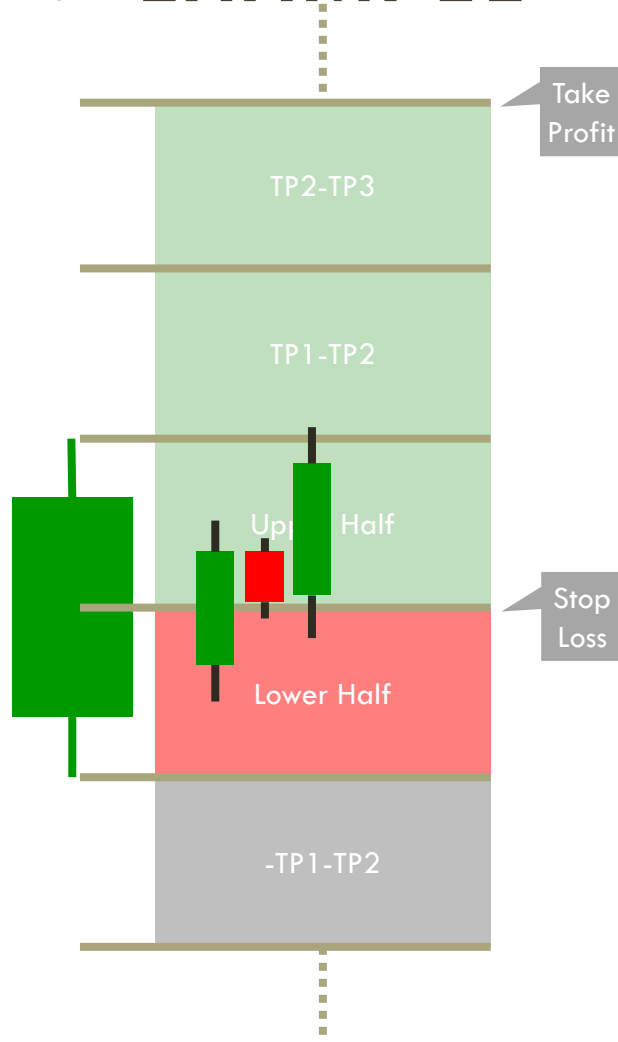 Take
Profit
TP2-TP3
TP1-TP2
Half
Stop
Loss
Lower Half
-TP1-TP2